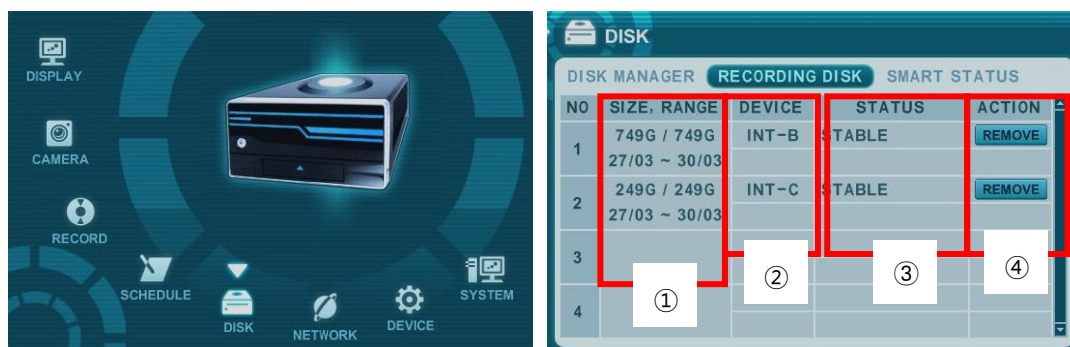 DISPLAY
CAMERA
RECORD
SCHEDULE
DISK
NETWORK
DEVICE
SYSTEM
DISK
DISK MANAGER RECORDING DISK SMART STATUS
NO SIZE, RANGE DEVICE STATUS ACTION
1 749G / 749G INT-B STABLE REMOVE
27/03 ~ 30/03
2 249G / 249G INT-C STABLE REMOVE
27/03 ~ 30/03
3
4
① ② ③ ④